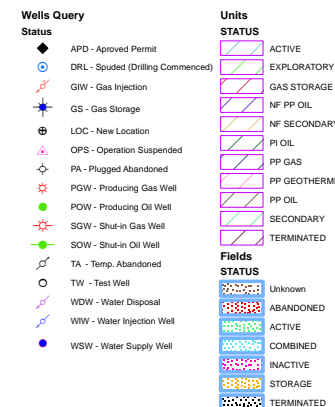 Wells Query
Status
APD - Aproved Permit
DRL - Spuded (Drilling Commenced)
GIW - Gas Injection
GS - Gas Storage
LOC - New Location
OPS - Operation Suspended
PA - Plugged Abandoned
PGW - Producing Gas Well
POW - Producing Oil Well
SGW - Shut-in Gas Well
SOW - Shut-in Oil Well
TA - Temp. Abandoned
TW - Test Well
WDW - Water Disposal
WIW - Water Injection Well
WSW - Water Supply Well
Units
STATUS
ACTIVE
EXPLORATORY
GAS STORAGE
NF PP OIL
NF SECONDARY
PI OIL
PP GAS
PP GEOTHERM
PP OIL
SECONDARY
TERMINATED
Fields
STATUS
Unknown
ABANDONED
ACTIVE
COMBINED
INACTIVE
STORAGE
TERMINATED